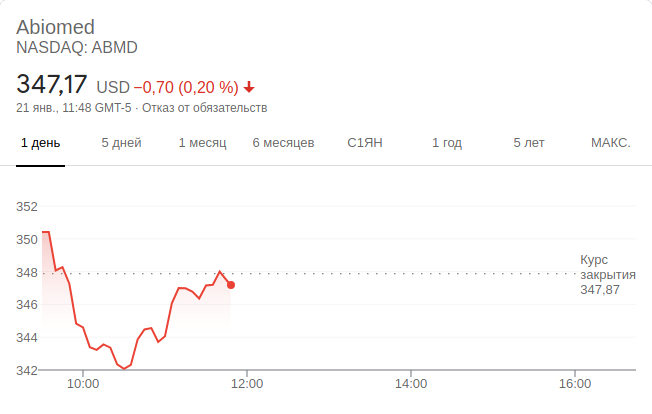 Abiomed
NASDAQ: ABMD
347,17 USD −0,70 (0,20 %)
21 янв., 11:48 GMT-5 · Отказ от обязательств
1 день 5 дней 1 месяц 6 месяцев С1ЯН 1 год 5 лет МАКС.
352
350
348
346
344
342
Курс
закрытия
347,87
10:00 12:00 14:00 16:00